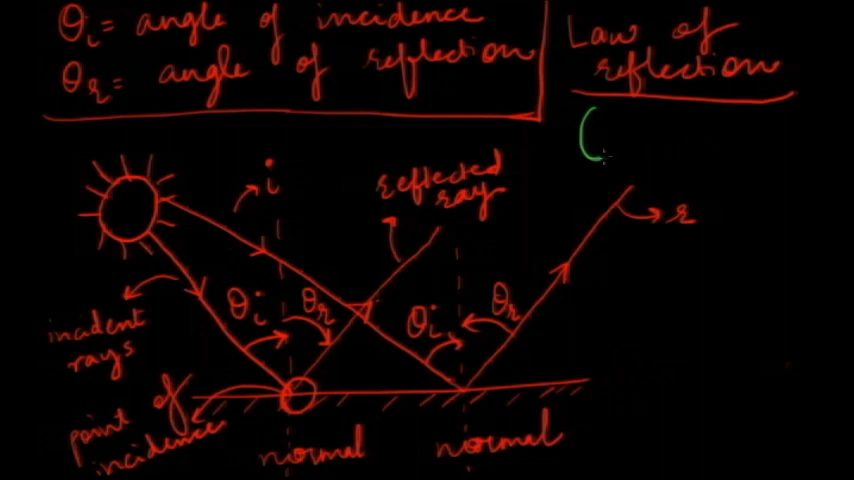 θi = angle of incidence
θr = angle of reflection
Law of
reflection
i
reflected
ray
r
incident
rays
θi
θr
θi
θr
point of
incidence
normal
normal